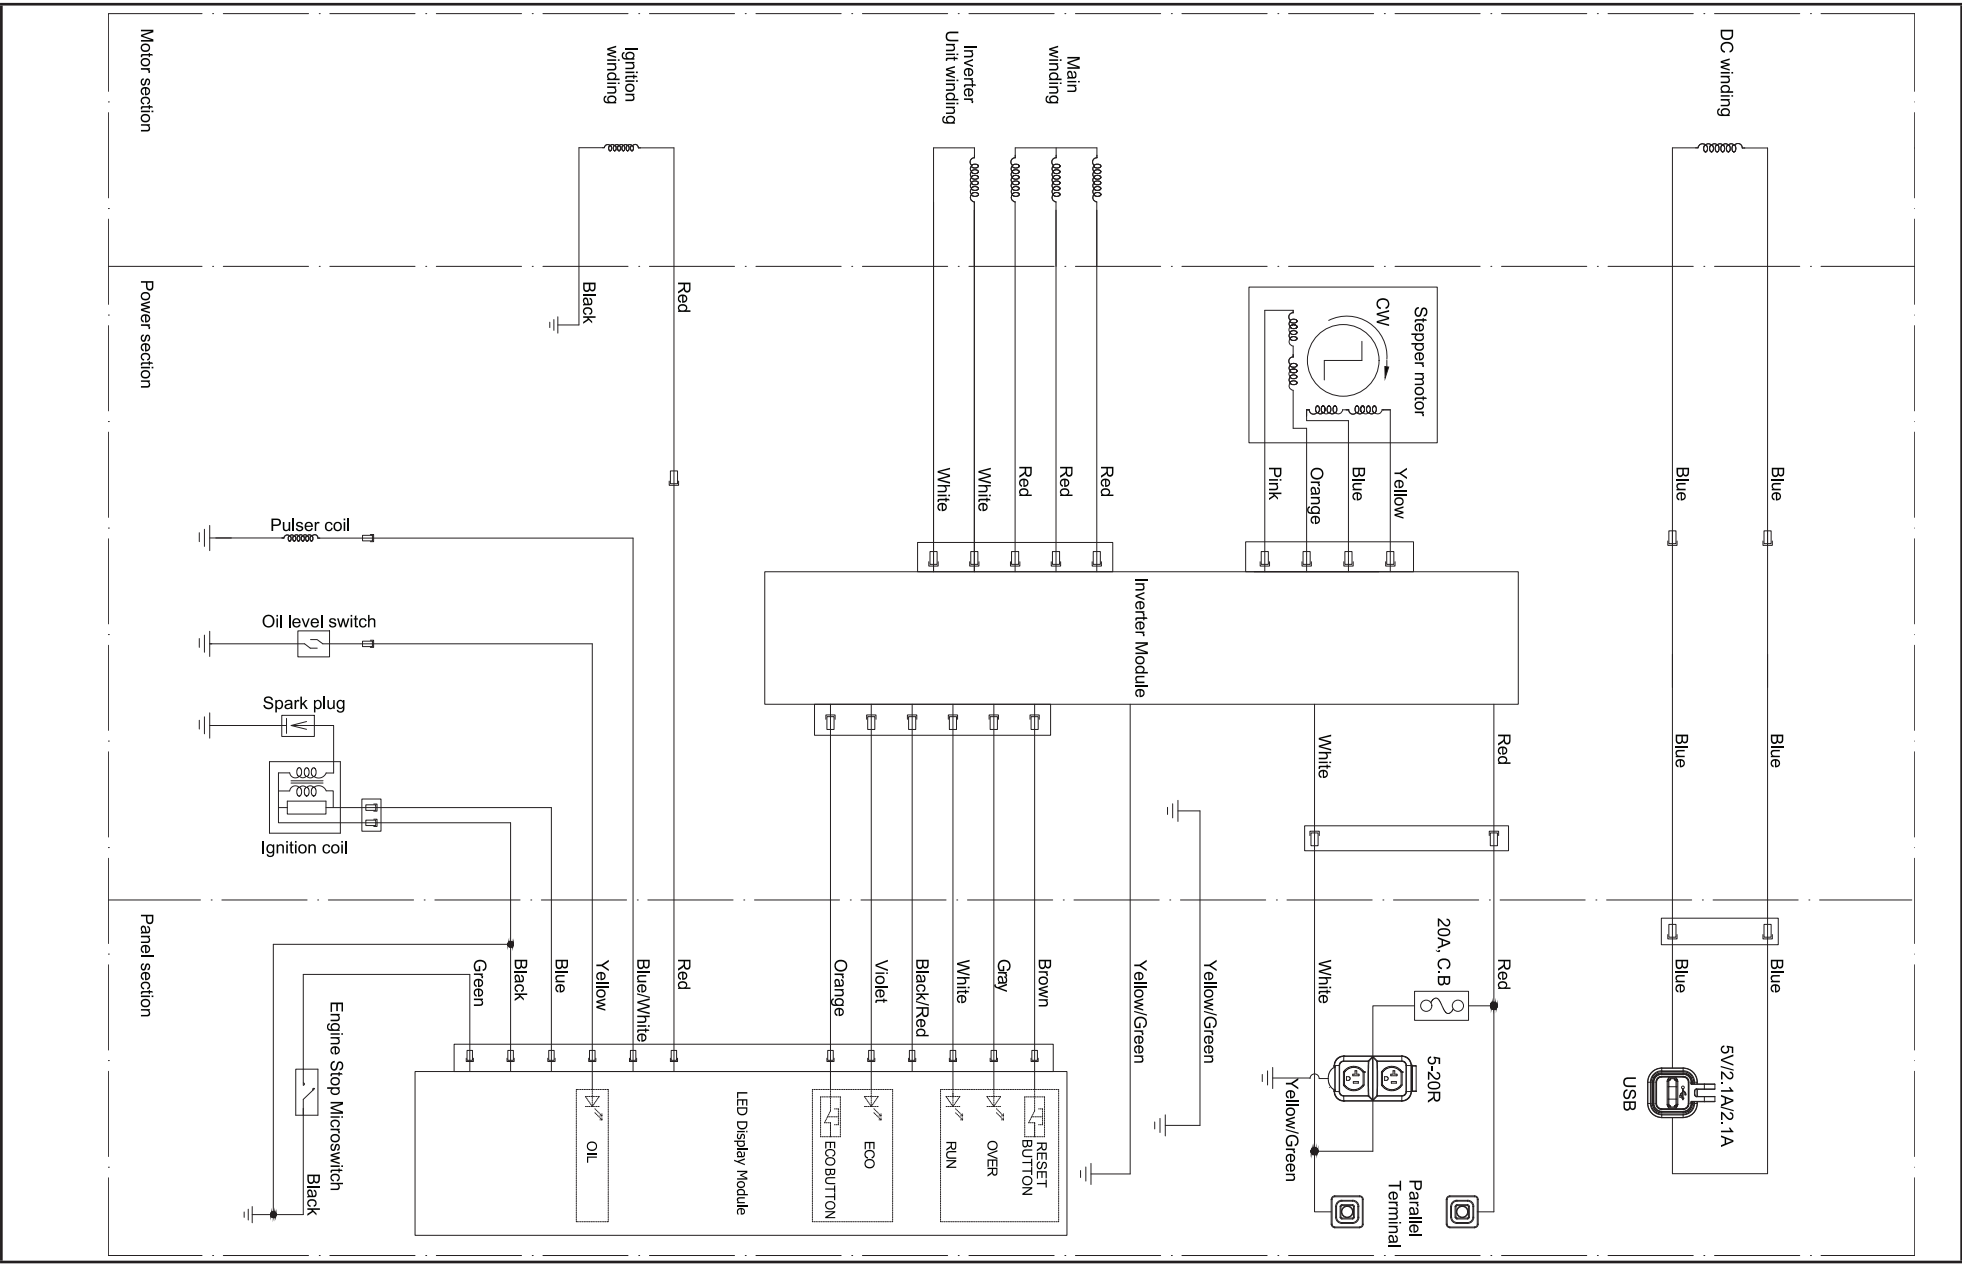 Motor section
Ignition
winding
Inverter
Unit winding
Main
winding
DC winding
Power section
Black
Red
Stepper motor
CW
White
White
Red
Red
Red
Pink
Orange
Blue
Yellow
Blue
Blue
Pulser coil
Oil level switch
Spark plug
Ignition coil
Inverter Module
White
Red
Blue
Blue
Panel section
Green
Black
Blue
Yellow
Blue/White
Red
Orange
Violet
Black/Red
White
Gray
Brown
Yellow/Green
Yellow/Green
White
20A, C.B
Red
Blue
Blue
Engine Stop Microswitch
Black
LED Display Module
OIL
ECO BUTTON
ECO
RUN
OVER
RESET
BUTTON
Yellow/Green
5-20R
Parallel
Terminal
USB
5V/2.1A/2.1A